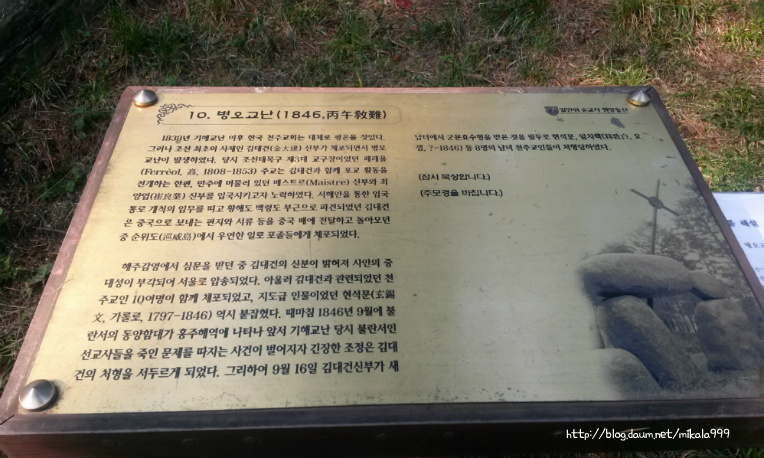 10. 병오교난(1846, 丙午敎難)
1839년 기해교난 이후 한국 천주교회는 대체로 평온을 찾았다.
그러나 조선 최초의 사제인 김대건(金大建) 신부가 체포되면서 병오
교난이 발생하였다. 당시 조선대목구 제3대 교구장이었던 페레올
(Ferréol, 高, 1808-1853) 주교는 김대건과 함께 포교 활동을
전개하는 한편, 만주에 머물러 있던 메스트르(Maistre) 신부와 최
양업(崔良業) 신부를 입국시키고자 노력하였다. 서해안을 통한 입국
통로 개척의 임무를 띠고 황해도 백령도 부근으로 파견되었던 김대건
은 중국으로 보내는 편지와 서류 등을 중국 배에 전달하고 돌아오던
중 순위도(巡威島)에서 우연한 일로 포졸들에게 체포되었다.
해주감영에서 심문을 받던 중 김대건의 신분이 밝혀져 사안의 중
대성이 부각되어 서울로 압송되었다. 아울러 김대건과 관련되었던 천
주교인 10여명이 함께 체포되었고, 지도급 인물이었던 현석문(玄錫
文, 가롤로, 1797-1846) 역시 붙잡혔다. 때마침 1846년 9월에 불
란서의 동양함대가 홍주해역에 나타나 앞서 기해교난 당시 불란서인
선교사들을 죽인 문제를 따지는 사건이 벌어지자 긴장한 조정은 김대
건의 처형을 서두르게 되었다. 그리하여 9월 16일 김대건신부가 새
남터에서 군문효수형을 받은 것을 필두로 현석문, 임치백(林致百, 요
셉, ?-1846) 등 8명의 남녀 천주교인들이 처형당하였다.
(잠시 묵상합니다.)
(주모경을 바칩니다.)
http://blog.daum.net/mikala999